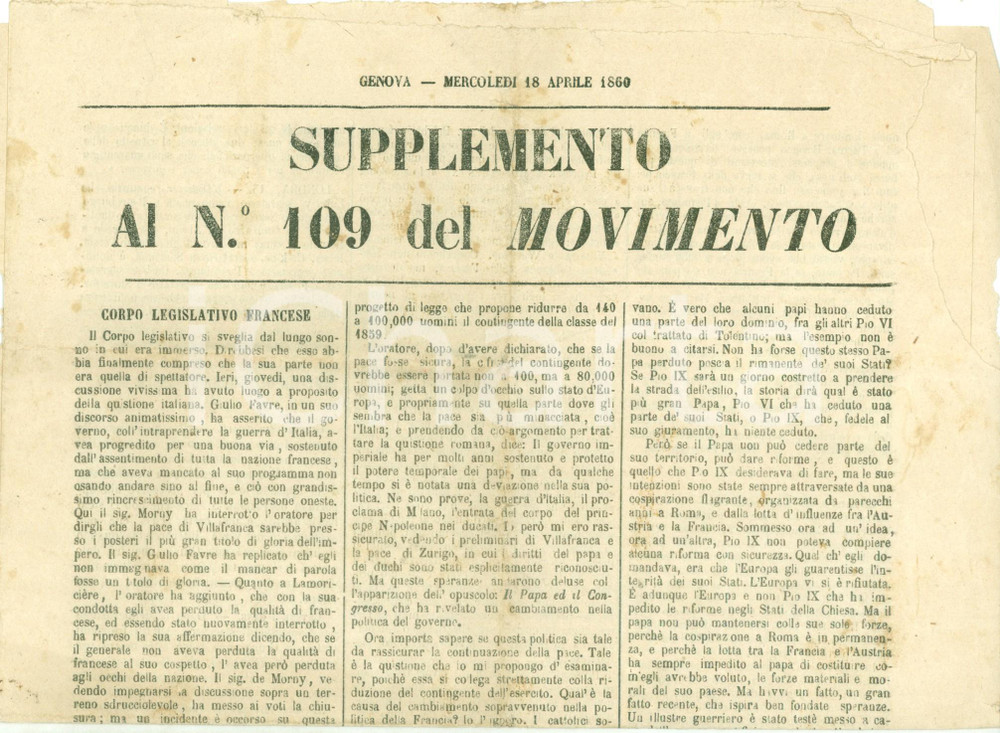 GENOVA — MERCOLEDI 18 APRILE 1860
SUPPLEMENTO
Al N.° 109 del MOVIMENTO
CORPO LEGISLATIVO FRANCESE
Il Corpo legislativo si sveglia dal lungo son-
no in cui era immerso. Direbbesi che esso ab-
bia finalmente compreso che la sua parte non
era quella di spettatore. Ieri, giovedì, una dis-
cussione vivissima ha avuto luogo a proposito
della quistione italiana. Giulio Favre, in un suo
discorso animatissimo, ha asserito che il go-
verno, coll' intraprendere la guerra d' Italia, a-
vea progredito per una buona via, sostenuto
dall'assentimento di tutta la nazione francese,
ma che aveva mancato al suo programma non
osando andare sino al fine, e ciò con grandis-
simo rincrescimento di tutte le persone oneste.
Qui il sig. Morny ha interrotto l'oratore per
dirgli che la pace di Villafranca sarebbe pres-
so i posteri il più gran titolo di gloria dell'im-
pero. Il sig. Giulio Favre ha replicato ch' egli
non immaginava come il mancar di parola
fosse un titolo di gloria. — Quanto a Lamori-
cière, l' oratore ha aggiunto, che con la sua
condotta egli avea perduto la qualità di fran-
cese, ed essendo stato nuovamente interrotto,
ha ripreso la sua affermazione dicendo, che se
il generale non aveva perduta la qualità di
francese al suo cospetto, l' avea però perduta
agli occhi della nazione. Il sig. de Morny, ve-
dendo impegnarsi la discussione sopra un ter-
reno sdrucciolevole, ha messo ai voti la chiu-
sura; ma un incidente è occorso su questa
progetto di legge che propone ridurre da 140
a 100,000 uomini il contingente della classe del
1859.
L'oratore, dopo d'avere dichiarato, che se la
pace fosse sicura, la cifra del contingente do-
vrebbe essere portata non a 100, ma a 80,000
uomini; getta un colpo d'occhio sullo stato d'Eu-
ropa, e propriamente su quella parte dove gli
sembra che la pace sia più minacciata, cioè
l'Italia; e prendendo da ciò argomento per trat-
tare la quistione romana, dice: Il governo im-
periale ha per molti anni sostenuto e protetto
il potere temporale dei papi, ma da qualche
tempo si è notata una deviazione nella sua po-
litica. Ne sono prove, la guerra d'Italia, il pro-
clama di Milano, l'entrata del corpo del prin-
cipe Napoleone nei ducati. Io però mi ero ras-
sicurato, vedendo i preliminari di Villafranca e
la pace di Zurigo, in cui i diritti del papa e
dei duchi sono stati esplicitamente riconosciu-
ti. Ma queste speranze andarono deluse col-
l'apparizione dell' opuscolo: Il Papa ed il Con-
gresso, che ha rivelato un cambiamento nella
politica del governo.
Ora importa sapere se questa politica sia tale
da rassicurare la continuazione della pace. Tale
è la quistione che io mi propongo d' esamina-
re, poichè essa si collega strettamente colla ri-
duzione del contingente dell'esercito. Qual'è la
causa del cambiamento sopravvenuto nella po-
litica della Francia? Io l'ignoro. I cattolici so-
vano. È vero che alcuni papi hanno ceduto
una parte del loro dominio, fra gli altri Pio VI
col trattato di Tolentino; ma l'esempio non è
buono a citarsi. Non ha forse questo stesso Pa-
pa perduto poscia il rimanente de' suoi Stati?
Se Pio IX sarà un giorno costretto a prendere
la strada dell'esilio, la storia dirà qual è stato
più gran Papa, Pio VI che ha ceduto una
parte de' suoi Stati, o Pio IX, che, fedele al
suo giuramento, ha niente ceduto.
Però se il Papa non può cedere parte del
suo territorio, può dare riforme, e questo è
quello che Pio IX desiderava di fare, ma le sue
intenzioni sono state sempre attraversate da una
cospirazione flagrante, organizzata da parecchi
anni a Roma, e dalla lotta d' influenze fra l'Au-
stria e la Francia. Sommesso ora ad un' idea,
ora ad un'altra, Pio IX non poteva compiere
alcuna riforma con sicurezza. Quel ch' egli do-
mandava, era che l'Europa gli guarentisse l'in-
tegrità dei suoi Stati. L'Europa vi si è rifiutata.
È adunque l'Europa e non Pio IX che ha im-
pedito le riforme negli Stati della Chiesa. Ma il
papa non può mantenersi colle sue sole forze,
perchè la cospirazione a Roma è in permanen-
za, e perchè la lotta tra la Francia e l'Austria
ha sempre impedito al papa di costituire co-
m'egli avrebbe voluto, le forze materiali e mo-
rali del suo paese. Ma havvi un fatto, un gran
fatto recente, che ispira ben fondate speranze.
Un illustre guerriero è stato testè messo a ca-